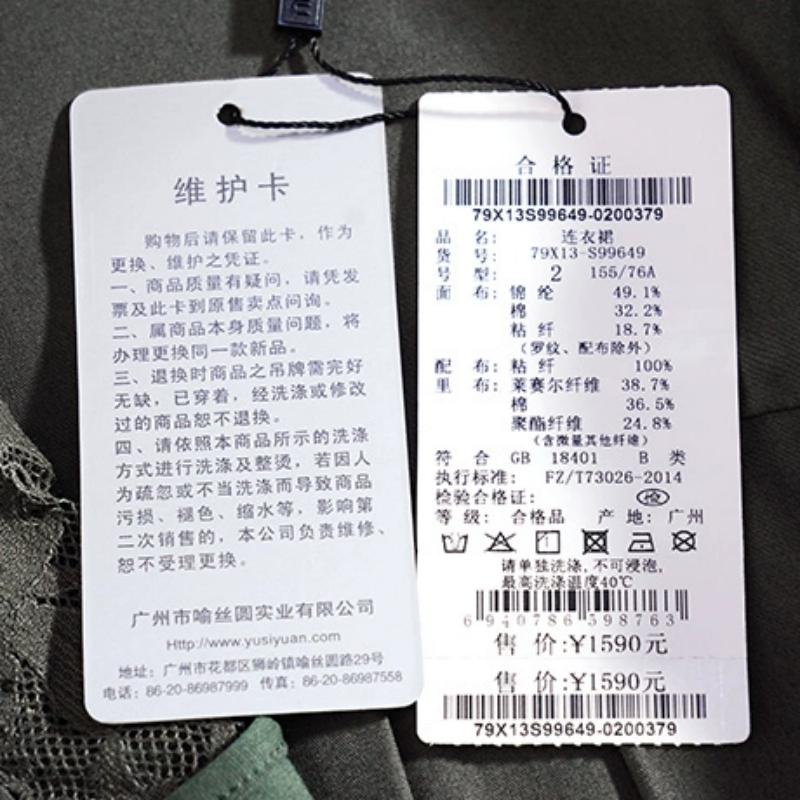 维护卡
购物后请保留此卡，作为
更换、维护之凭证。
一、商品质量有疑问，请凭发
票及此卡到原售卖点问询。
二、属商品本身质量问题，将
办理更换同一款新品。
三、退换时商品之吊牌需完好
无缺，已穿着，经洗涤或修改
过的商品恕不退换。
四、请依照本商品所示的洗涤
方式进行洗涤及整烫，若因人
为疏忽或不当洗涤而导致商品
污损、褪色、缩水等，影响第
二次销售的，本公司负责维修、
恕不受理更换。
广州市喻丝圆实业有限公司
Http://www.yusiyuan.com
地址：广州市花都区狮岭镇喻丝圆路29号
电话：86-20-86987999 传真：86-20-86987558
合格证
79X13S99649-0200379
品 名： 连衣裙
货 号： 79X13-S99649
号 型： 2 155/76A
面 布：锦 纶 49.1%
棉 32.2%
粘 纤 18.7%
（罗纹、配布除外）
配 布：粘 纤 100%
里 布：莱赛尔纤维 38.7%
棉 36.5%
聚酯纤维 24.8%
（含微量其他纤维）
符 合 GB 18401 B 类
执行标准： FZ/T73026-2014
检验合格证： 检
等 级： 合格品 产 地： 广州
请单独洗涤,不可浸泡,
最高洗涤温度40℃
6940786598763
售 价:¥1590元
售 价:¥1590元
79X13S99649-0200379